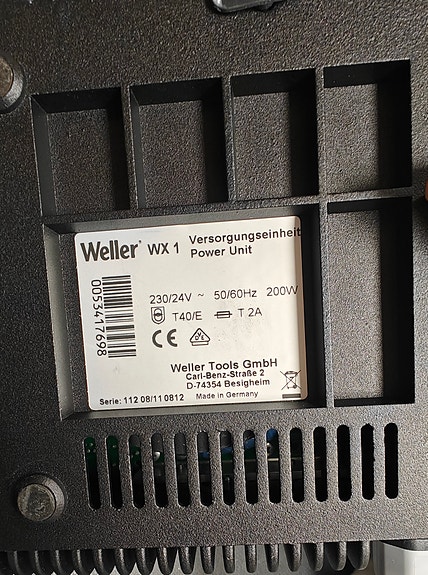 Weller® WX 1 Versorgungseinheit
Power Unit
0053417698
230/24V ~ 50/60Hz 200W
T40/E T 2A
CE
Weller Tools GmbH
Carl-Benz-Straße 2
D-74354 Besigheim
Made in Germany
Serie: 112 08/11 0812